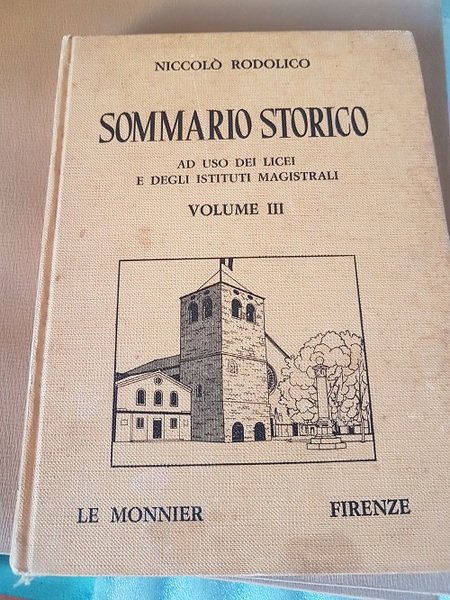 NICCOLÒ RODOLICO
SOMMARIO STORICO
AD USO DEI LICEI
E DEGLI ISTITUTI MAGISTRALI
VOLUME III
LE MONNIER FIRENZE